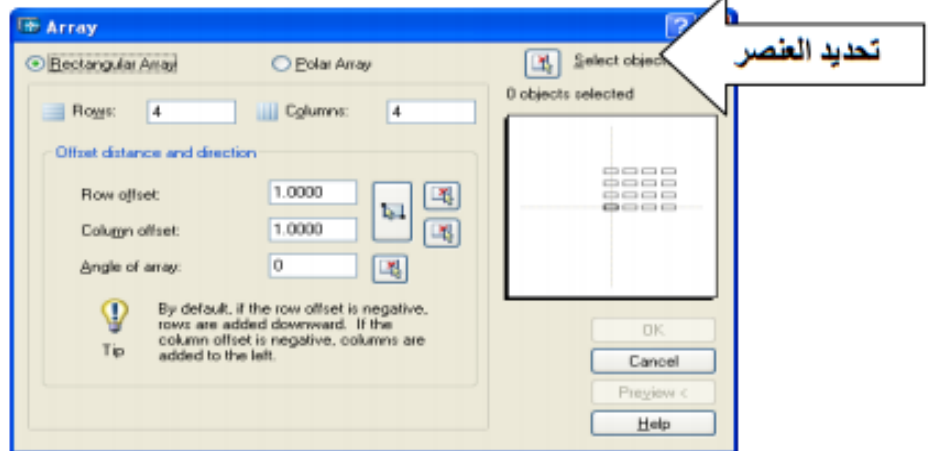 Array
تحديد العنصر
Rectangular Array
Polar Array
Select objec
0 objects selected
Rows: 4
Columns: 4
Offset distance and direction
Row offset: 1.0000
Column offset: 1.0000
Angle of array: 0
Tip
By default, if the row offset is negative,
rows are added downward. If the
column offset is negative, columns are
added to the left.
OK
Cancel
Preview <
Help